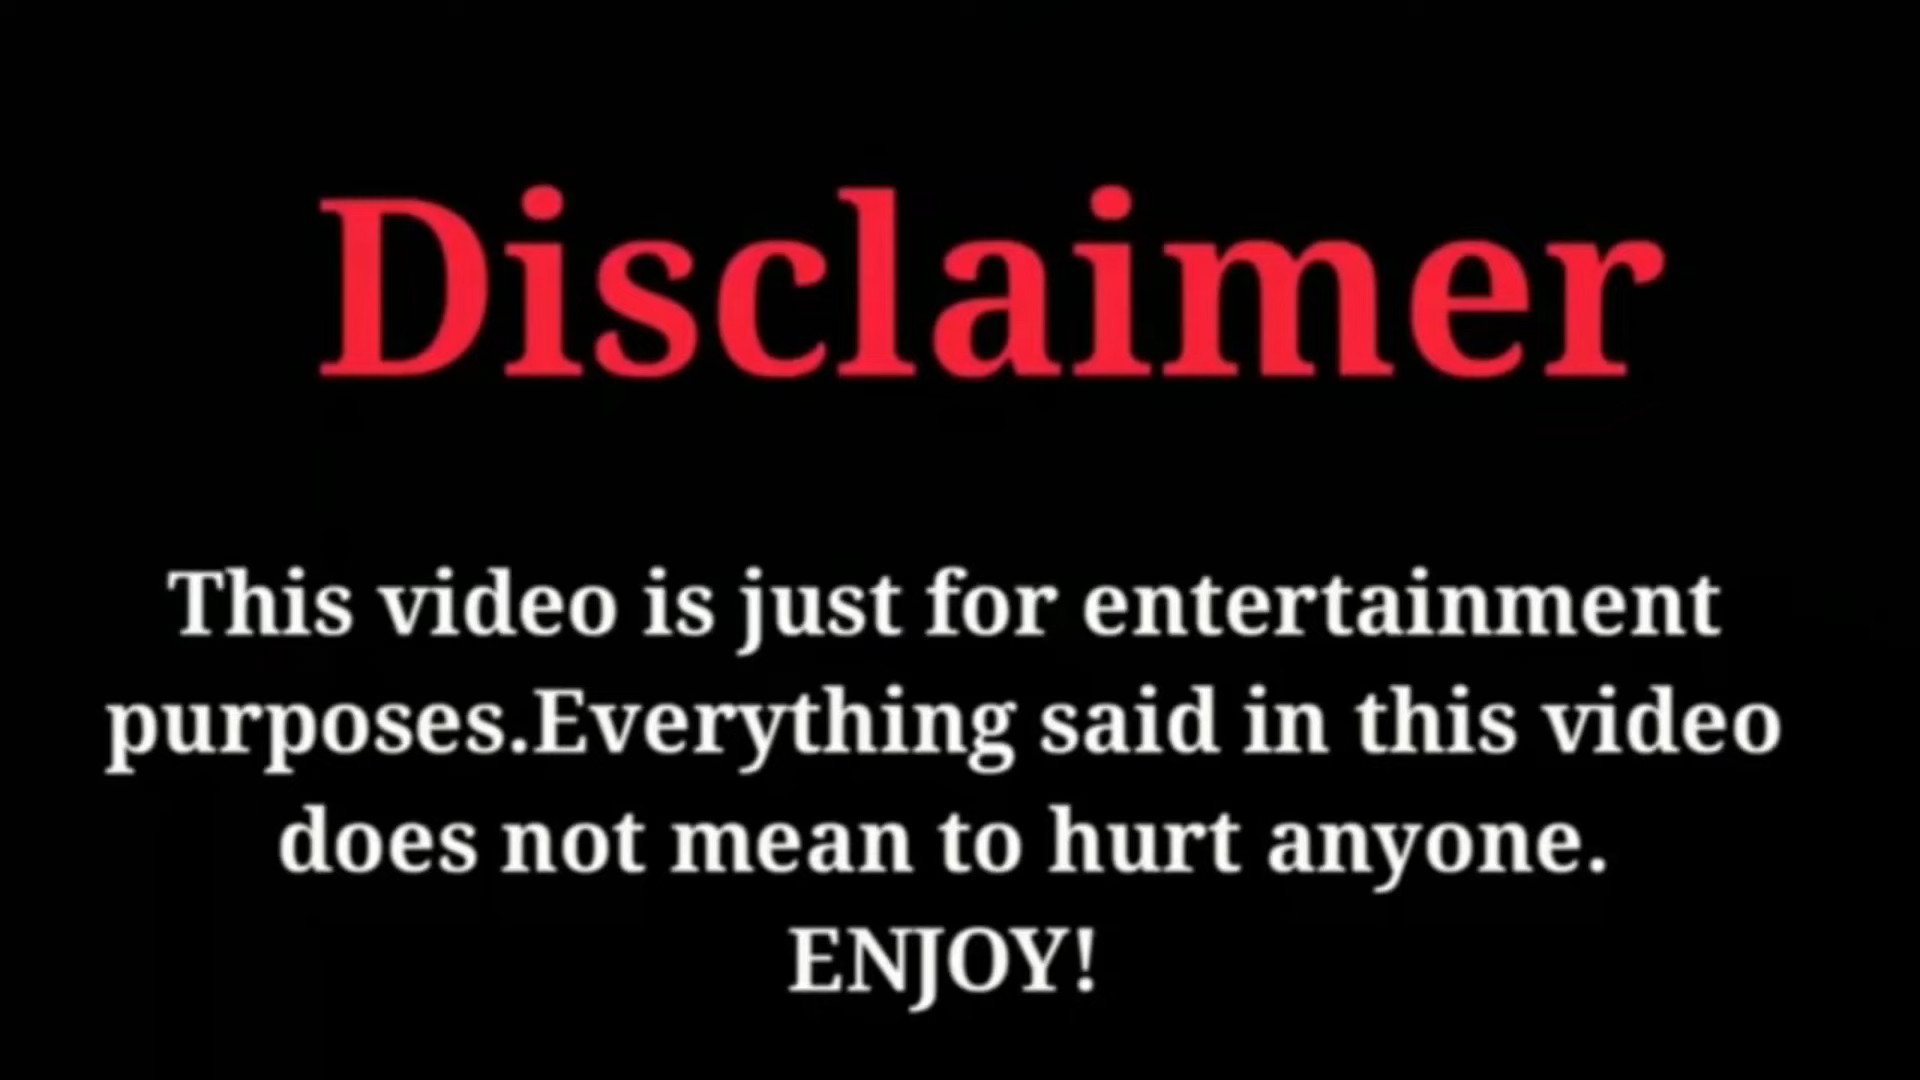 Disclaimer
This video is just for entertainment
purposes.Everything said in this video
does not mean to hurt anyone.
ENJOY!